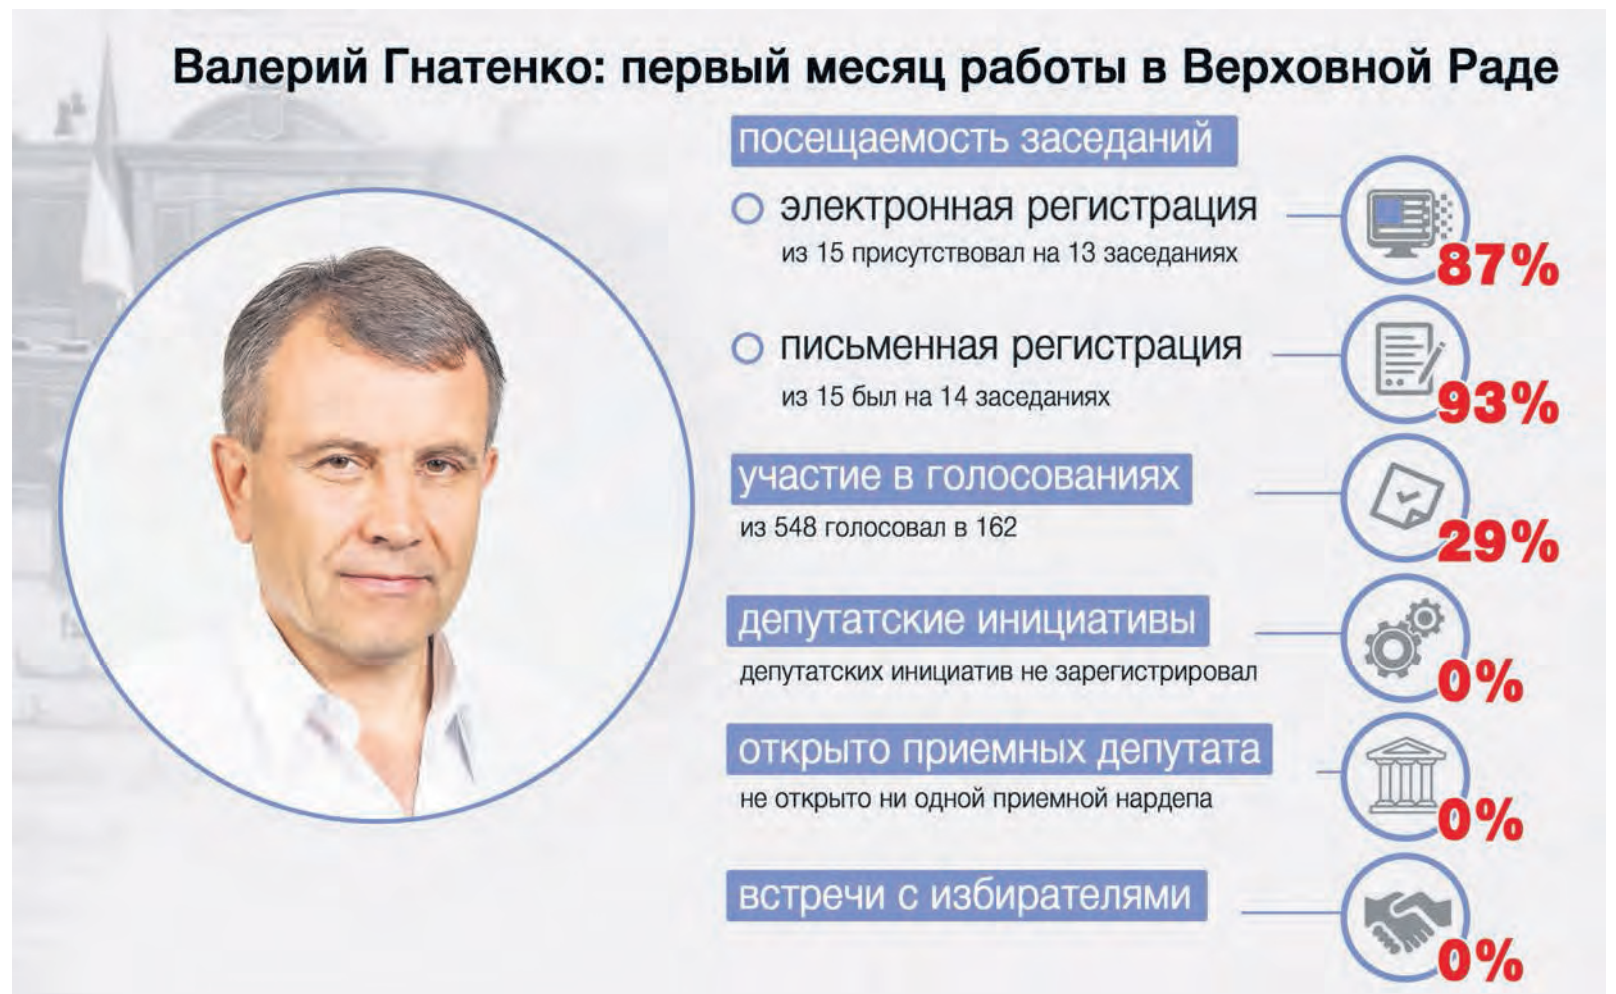 Валерий Гнатенко: первый месяц работы в Верховной Раде
посещаемость заседаний
электронная регистрация
из 15 присутствовал на 13 заседаниях
87%
письменная регистрация
из 15 был на 14 заседаниях
93%
участие в голосованиях
из 548 голосовал в 162
29%
депутатские инициативы
депутатских инициатив не зарегистрировал
0%
открыто приемных депутата
не открыто ни одной приемной нардепа
0%
встречи с избирателями
0%